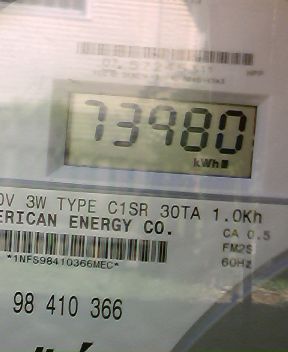 73980
kWh
0V 3W TYPE C1SR 30TA 1.0Kh
ERICAN ENERGY CO.
CA 0.5
FM2S
*1NFS98410366MEC*
60Hz
98 410 366